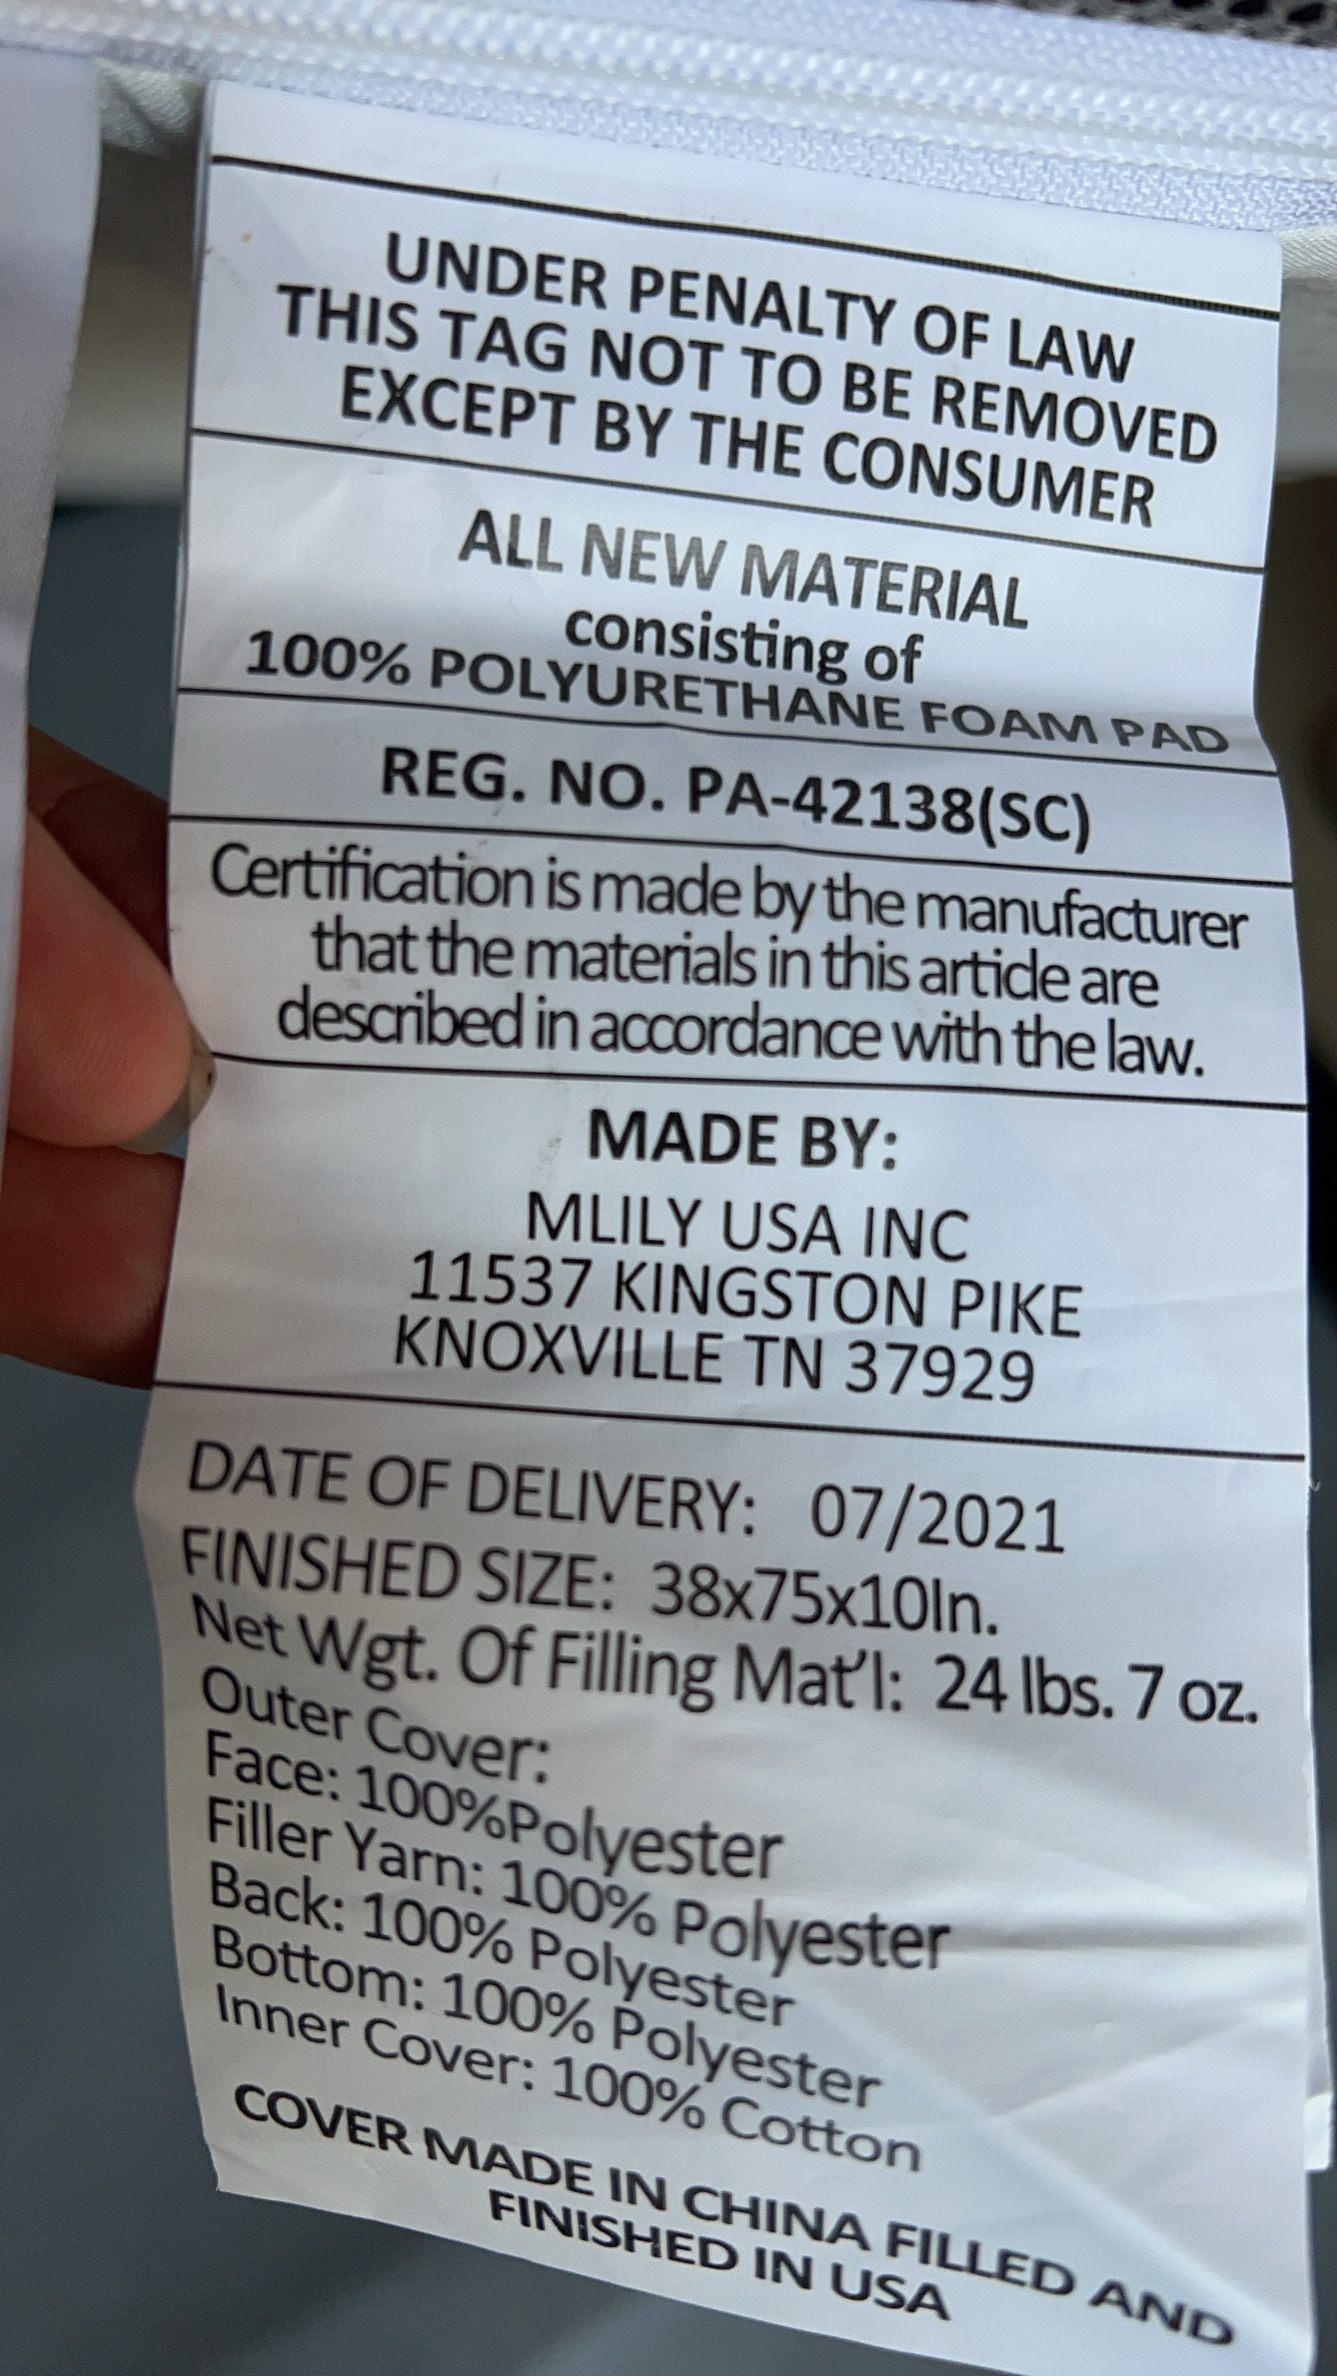 UNDER PENALTY OF LAW
THIS TAG NOT TO BE REMOVED
EXCEPT BY THE CONSUMER
ALL NEW MATERIAL
consisting of
100% POLYURETHANE FOAM PAD
REG. NO. PA-42138(SC)
Certification is made by the manufacturer
that the materials in this article are
described in accordance with the law.
MADE BY:
MLILY USA INC
11537 KINGSTON PIKE
KNOXVILLE TN 37929
DATE OF DELIVERY: 07/2021
FINISHED SIZE: 38x75x10In.
Net Wgt. Of Filling Mat'l: 24 lbs. 7 oz.
Outer Cover:
Face: 100%Polyester
Filler Yarn: 100% Polyester
Back: 100% Polyester
Bottom: 100% Polyester
Inner Cover: 100% Cotton
COVER MADE IN CHINA FILLED AND
FINISHED IN USA